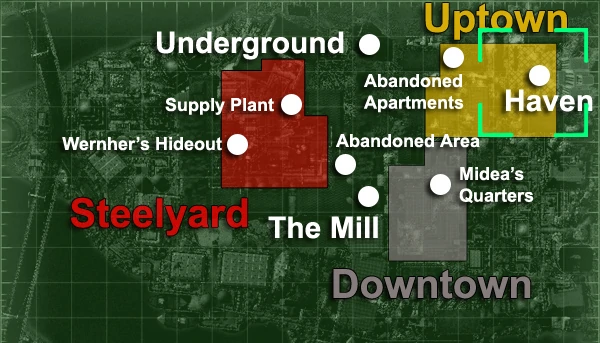 Uptown
Underground
Abandoned
Apartments
Haven
Supply Plant
Wernher's Hideout
Abandoned Area
Midea's
Quarters
Steelyard
The Mill
Downtown